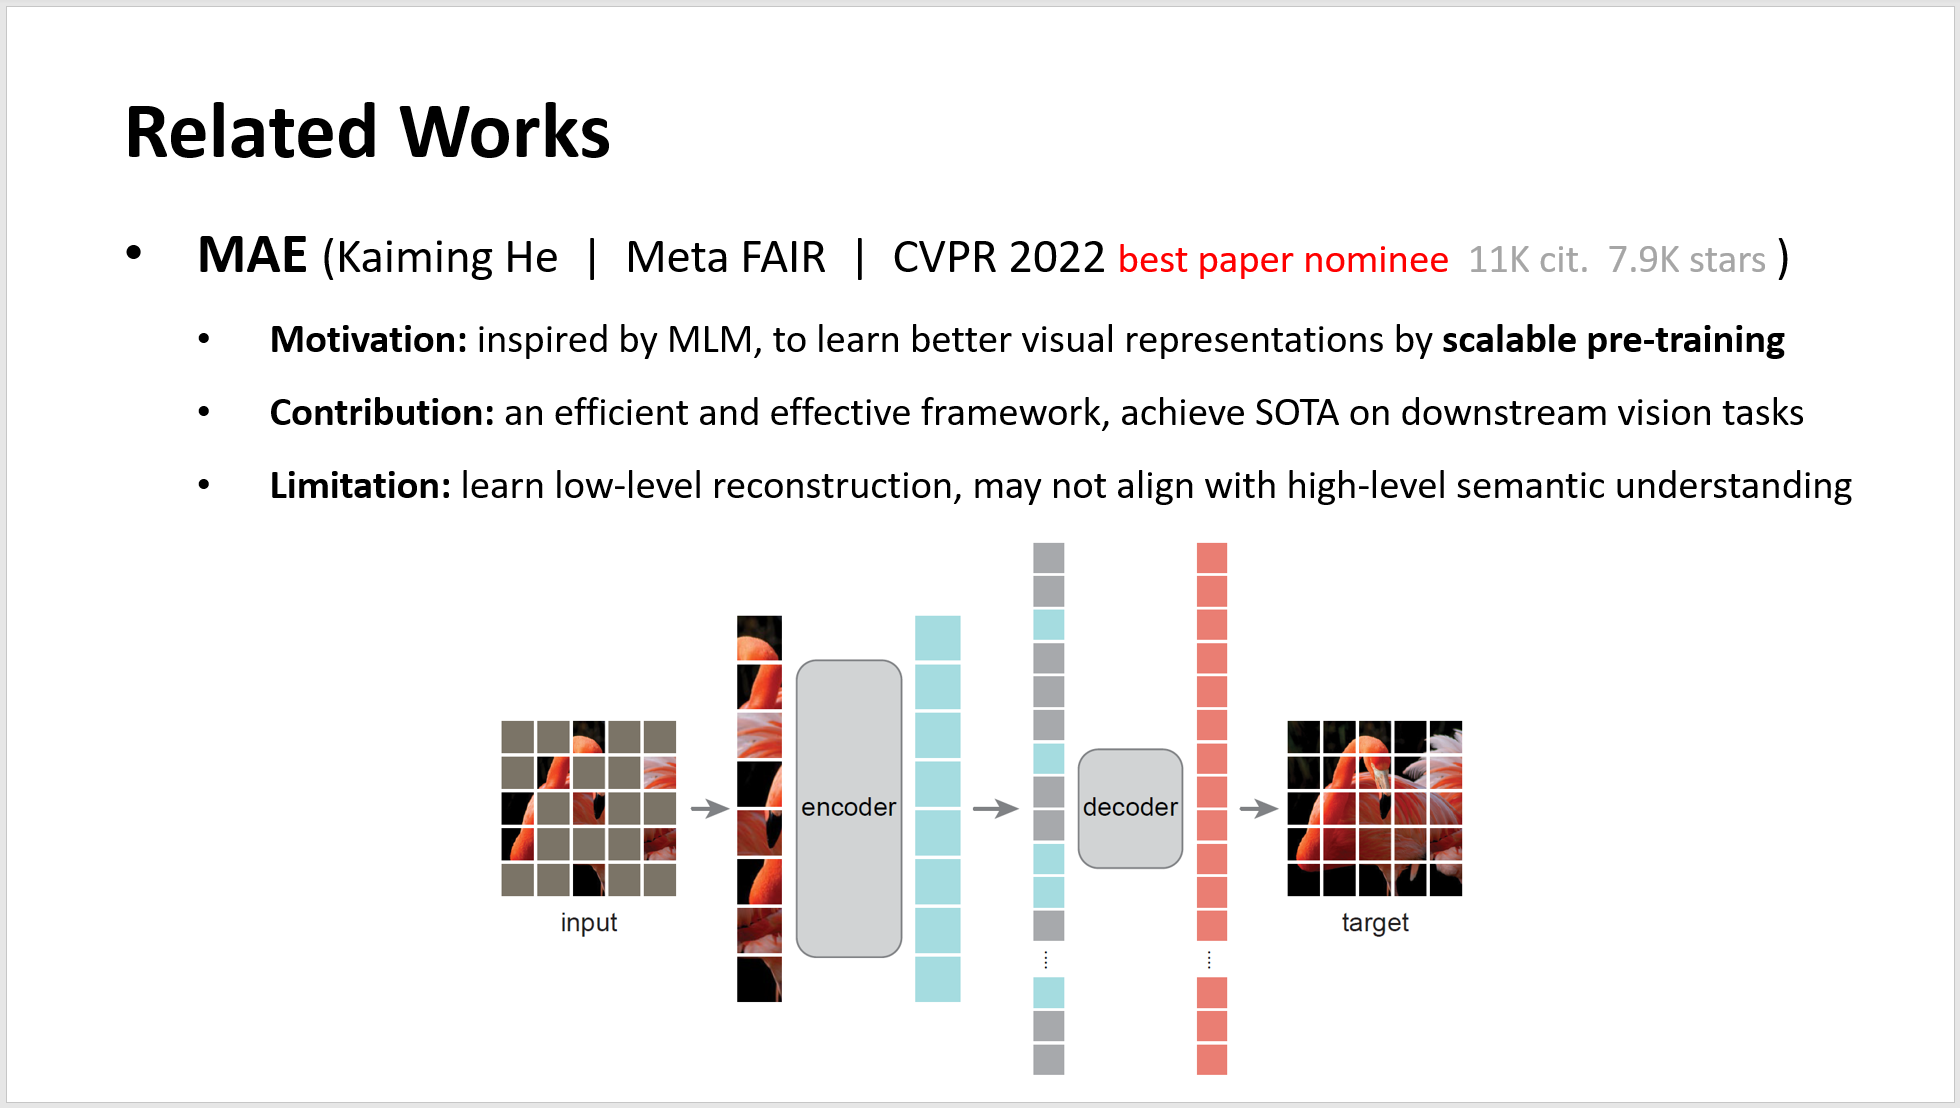 Related Works
• MAE (Kaiming He | Meta FAIR | CVPR 2022 best paper nominee 11K cit. 7.9K stars )
• Motivation: inspired by MLM, to learn better visual representations by scalable pre-training
• Contribution: an efficient and effective framework, achieve SOTA on downstream vision tasks
• Limitation: learn low-level reconstruction, may not align with high-level semantic understanding
encoder
decoder
input
target